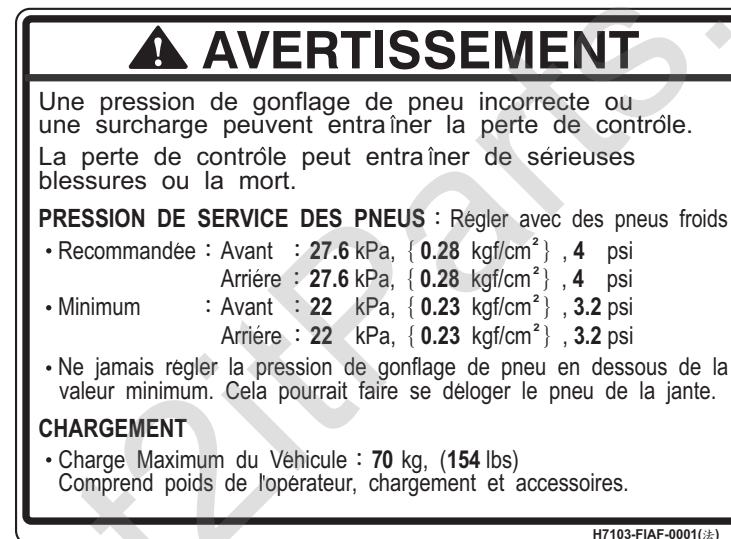 AVERTISSEMENT
Une pression de gonflage de pneu incorrecte ou
une surcharge peuvent entraîner la perte de contrôle.
La perte de contrôle peut entraîner de sérieuses
blessures ou la mort.
PRESSION DE SERVICE DES PNEUS : Régler avec des pneus froids
• Recommandée : Avant : 27.6 kPa, { 0.28 kgf/cm² } , 4 psi
Arriére : 27.6 kPa, { 0.28 kgf/cm² } , 4 psi
• Minimum : Avant : 22 kPa, { 0.23 kgf/cm² } , 3.2 psi
Arriére : 22 kPa, { 0.23 kgf/cm² } , 3.2 psi
• Ne jamais régler la pression de gonflage de pneu en dessous de la
valeur minimum. Cela pourrait faire se déloger le pneu de la jante.
CHARGEMENT
• Charge Maximum du Véhicule : 70 kg, (154 lbs)
Comprend poids de l'opérateur, chargement et accessoires.
H7103-FIAF-0001(法)